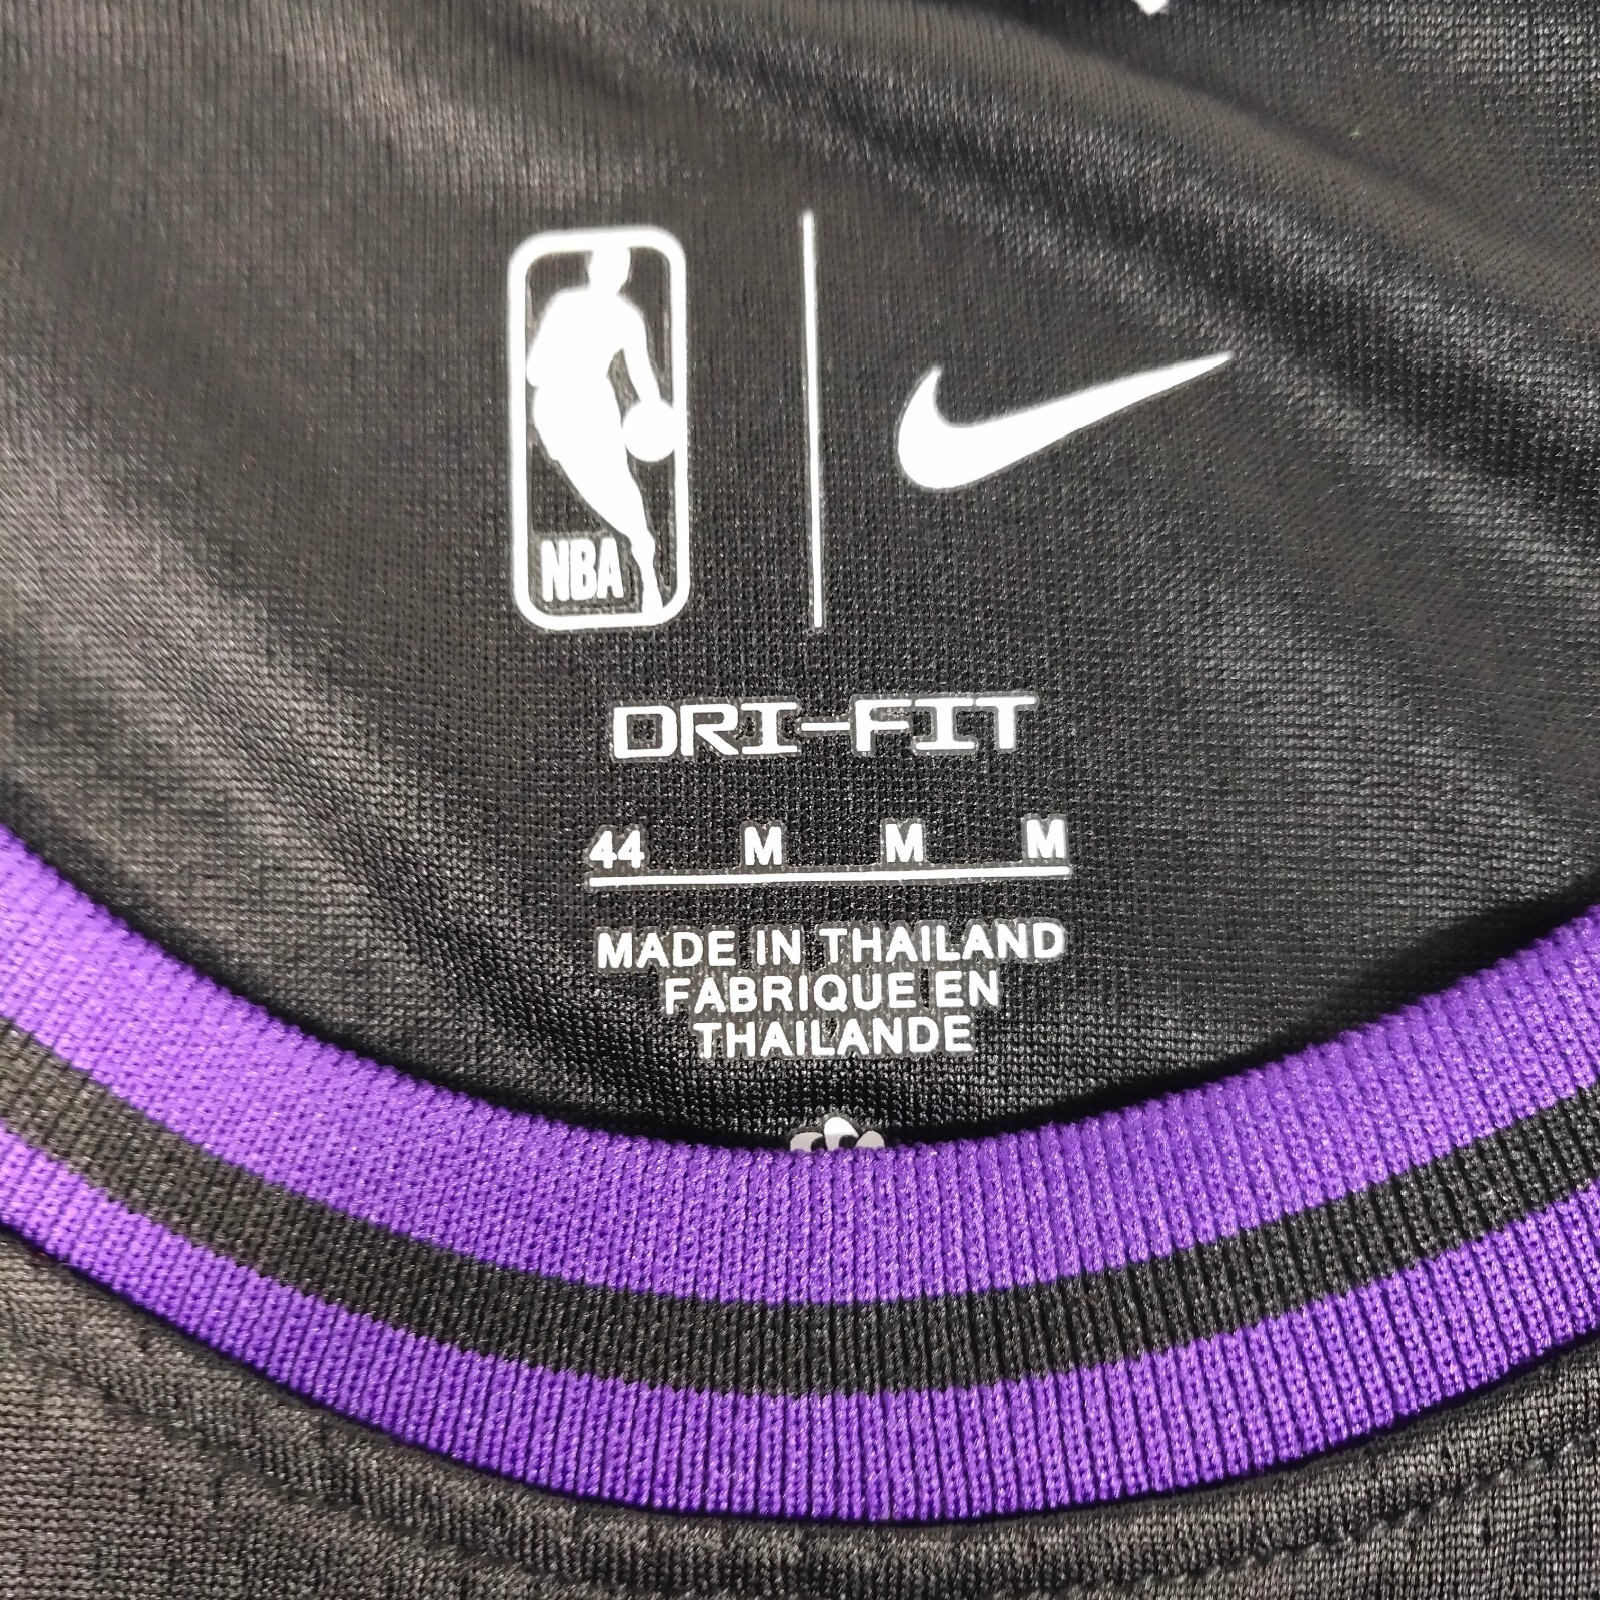 NBA
DRI-FIT
44 M M M
MADE IN THAILAND
FABRIQUE EN
THAILANDE